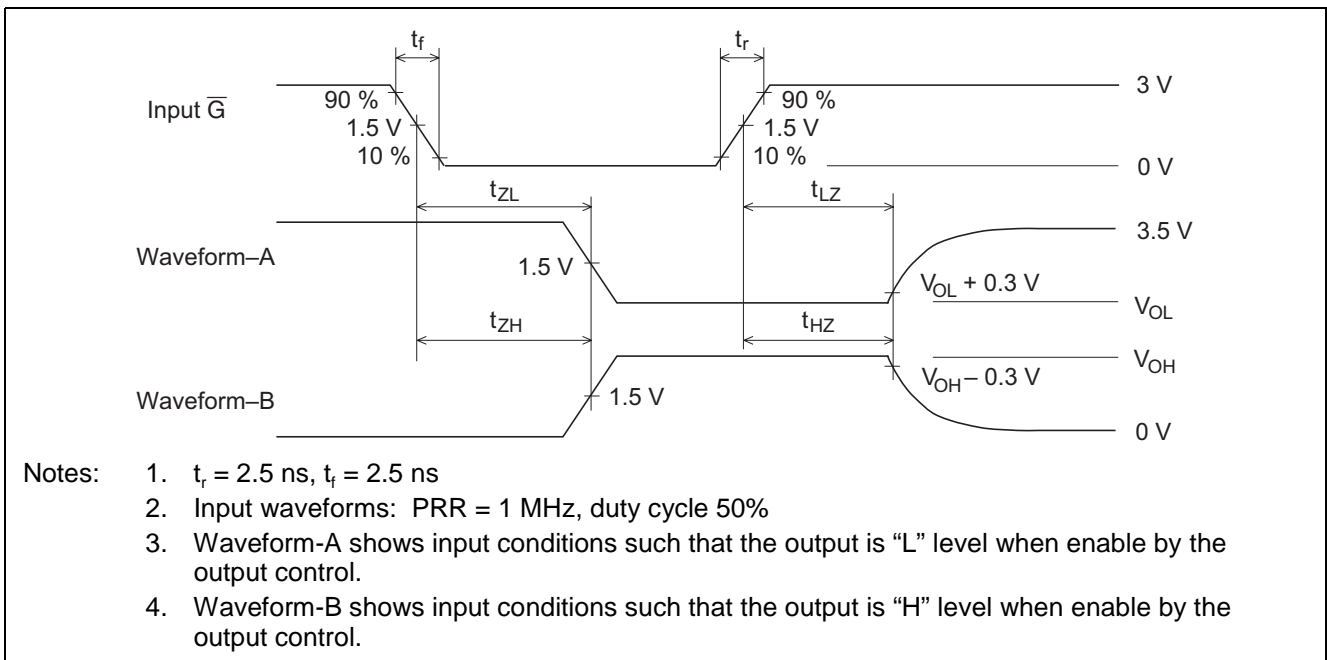 tf tr
Input G̅ 90 % 90 % 3 V
1.5 V 1.5 V
10 % 10 % 0 V
tZL tLZ
Waveform–A 1.5 V 3.5 V
VOL + 0.3 V
VOL
tZH tHZ
VOH
VOH – 0.3 V
Waveform–B 1.5 V
0 V
Notes: 1. tr = 2.5 ns, tf = 2.5 ns
2. Input waveforms: PRR = 1 MHz, duty cycle 50%
3. Waveform-A shows input conditions such that the output is “L” level when enable by the
output control.
4. Waveform-B shows input conditions such that the output is “H” level when enable by the
output control.